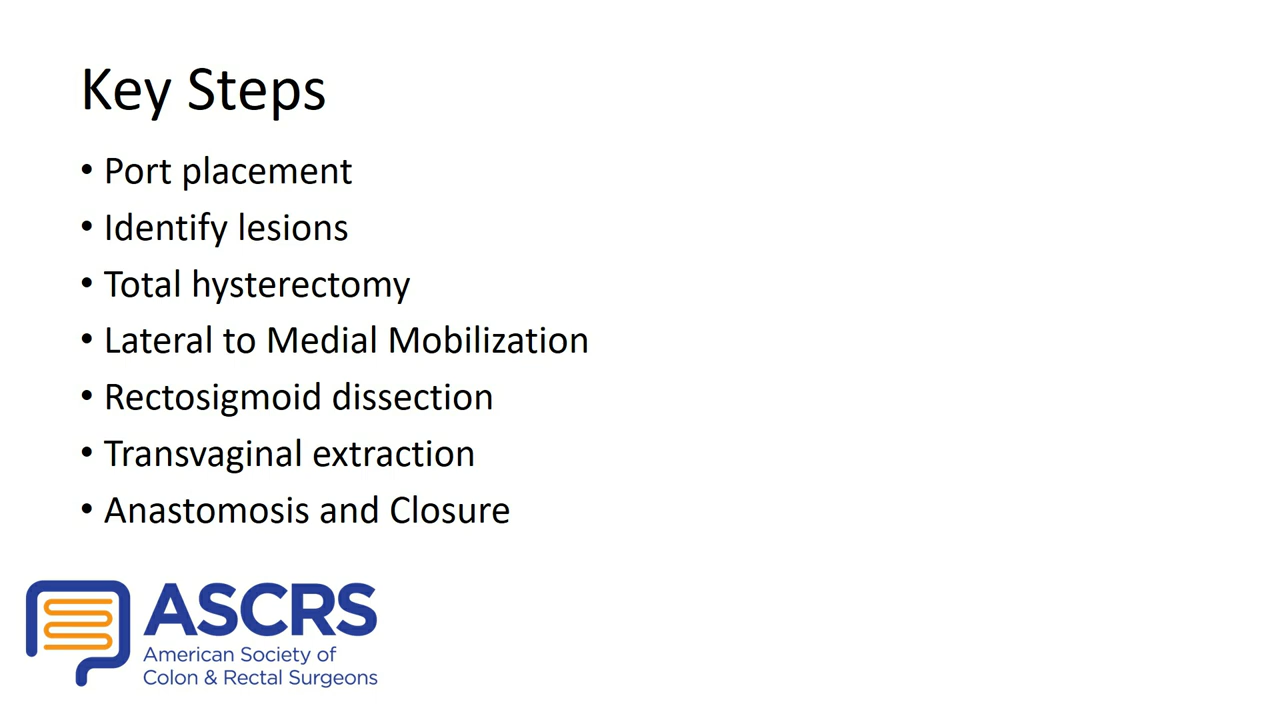 Key Steps
• Port placement
• Identify lesions
• Total hysterectomy
• Lateral to Medial Mobilization
• Rectosigmoid dissection
• Transvaginal extraction
• Anastomosis and Closure
ASCRS
American Society of
Colon & Rectal Surgeons